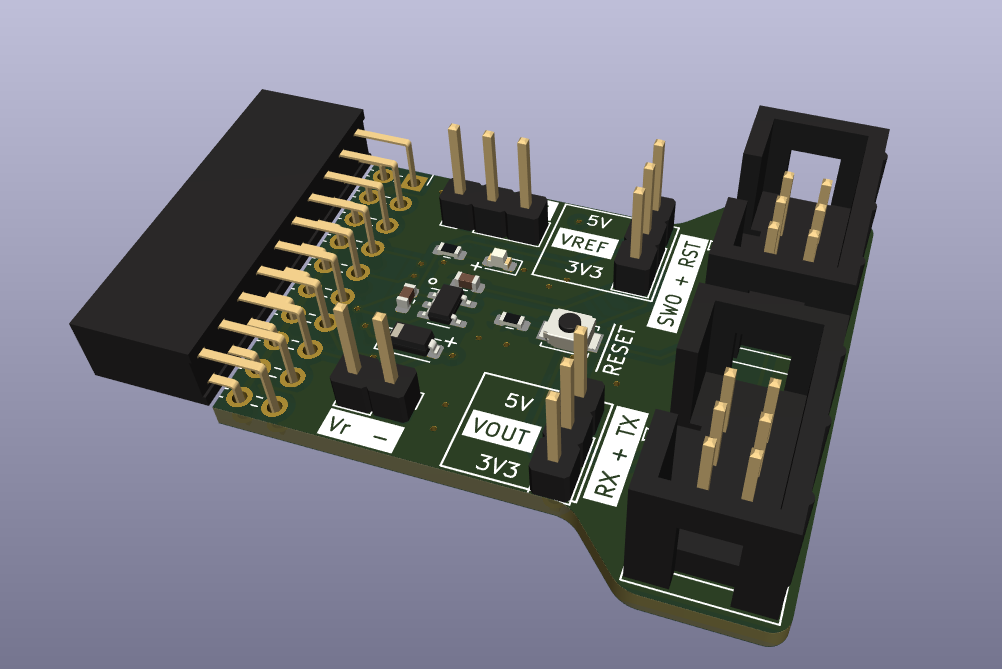 5V
VREF
3V3
SWO + RST
+
RESET
+
5V
VOUT
3V3
RX + TX
Vr -